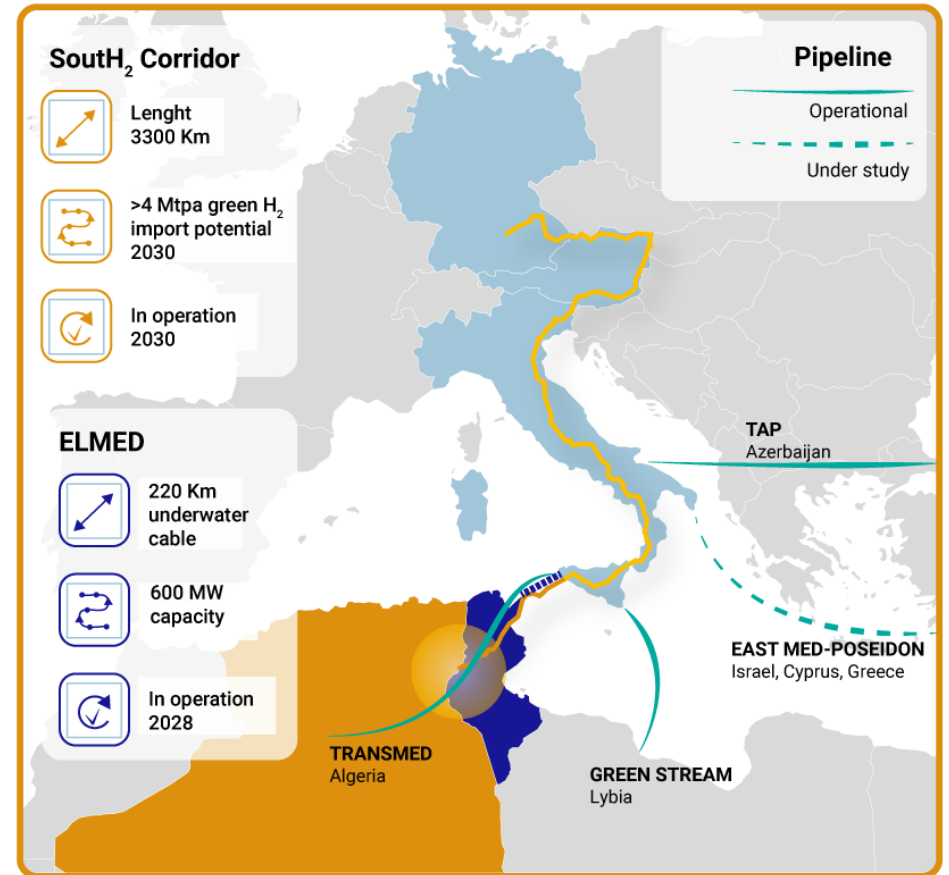 SoutH₂ Corridor
Lenght
3300 Km
>4 Mtpa green H₂
import potential
2030
In operation
2030
ELMED
220 Km
underwater
cable
600 MW
capacity
In operation
2028
Pipeline
Operational
Under study
TAP
Azerbaijan
EAST MED-POSEIDON
Israel, Cyprus, Greece
TRANSMED
Algeria
GREEN STREAM
Lybia